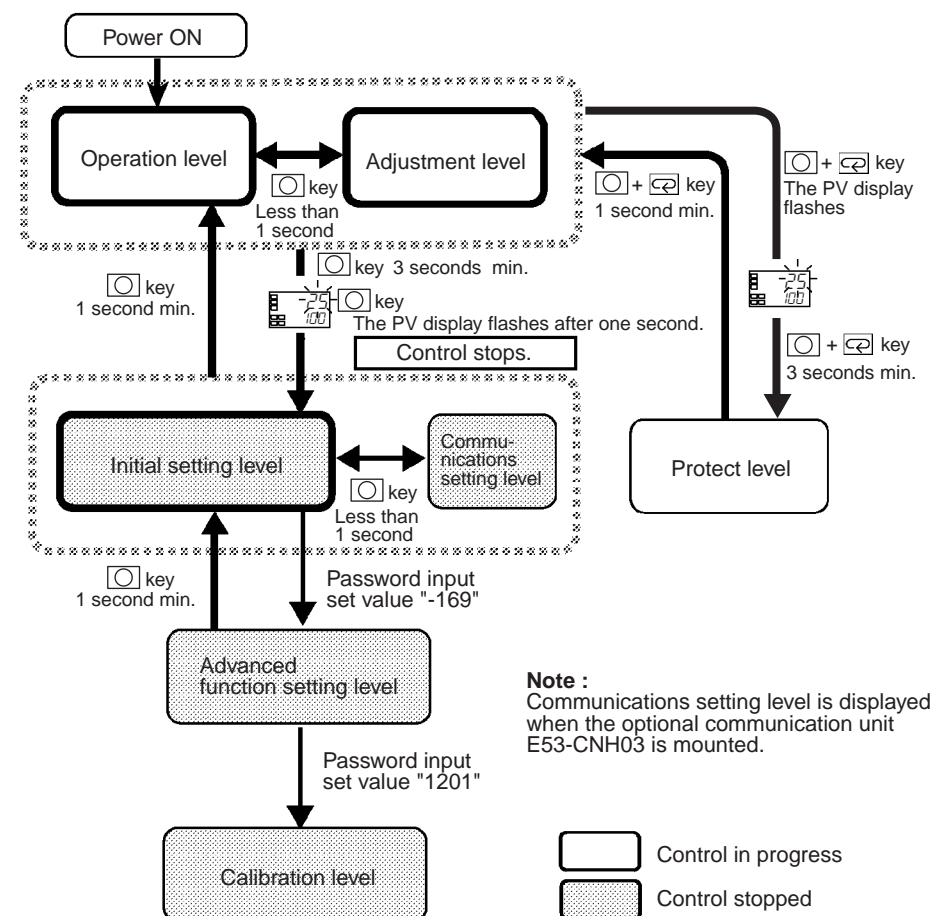 Power ON
Operation level
Adjustment level
key
Less than
1 second
+ key
1 second min.
+ key
The PV display
flashes
key
1 second min.
key 3 seconds min.
-25
100
key
The PV display flashes after one second.
Control stops.
-25
100
+ key
3 seconds min.
Initial setting level
Commu-
nications
setting level
key
Less than
1 second
Protect level
key
1 second min.
Password input
set value "-169"
Advanced
function setting level
Note :
Communications setting level is displayed
when the optional communication unit
E53-CNH03 is mounted.
Password input
set value "1201"
Calibration level
Control in progress
Control stopped